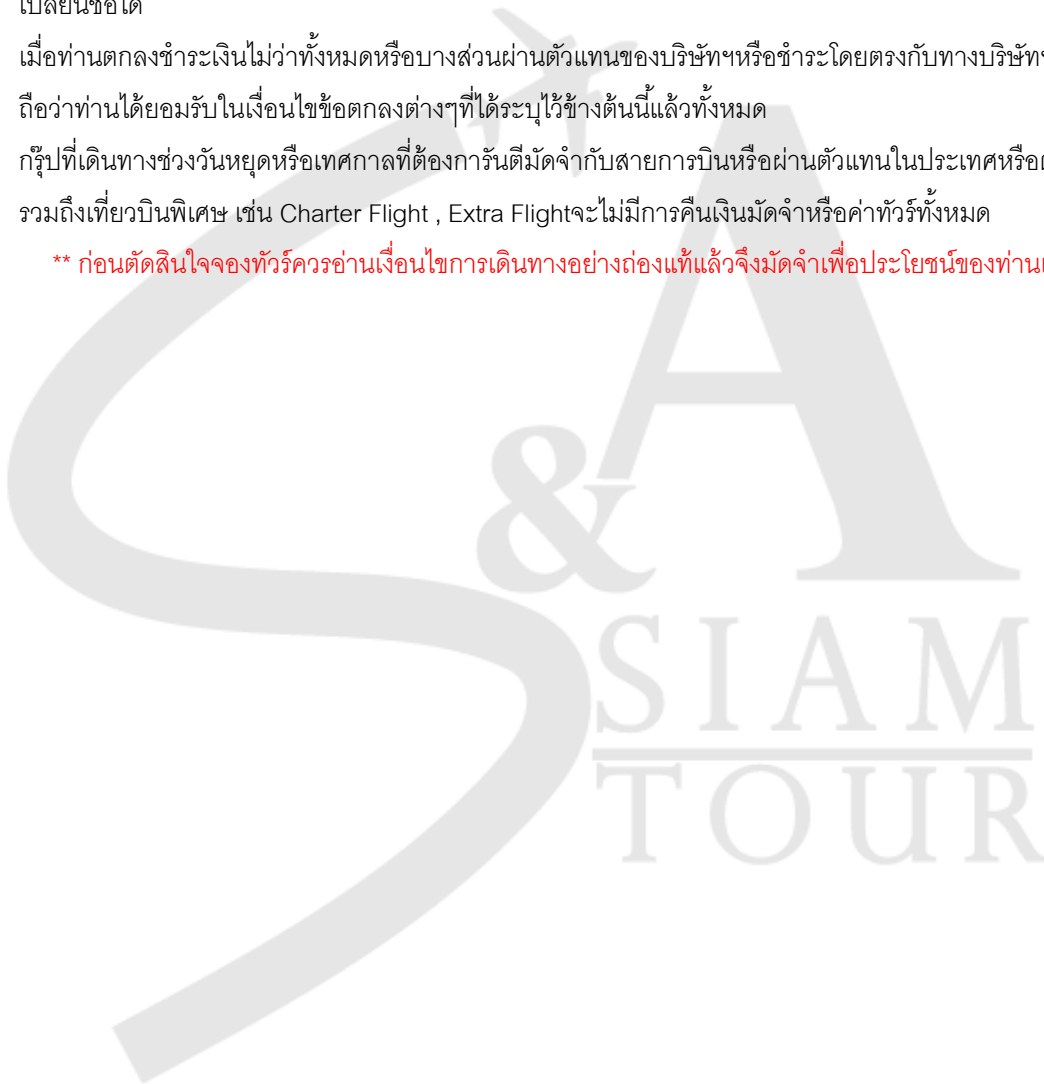 เปลี่ยนชื่อได้
เมื่อท่านตกลงชำระเงินไม่ว่าทั้งหมดหรือบางส่วนผ่านตัวแทนของบริษัทฯหรือชำระโดยตรงกับทางบริษัทฯ
ถือว่าท่านได้ยอมรับในเงื่อนไขข้อตกลงต่างๆที่ได้ระบุไว้ข้างต้นนี้แล้วทั้งหมด
กรุ๊ปที่เดินทางช่วงวันหยุดหรือเทศกาลที่ต้องการันตีมัดจำกับสายการบินหรือผ่านตัวแทนในประเทศหรือ
รวมถึงเที่ยวบินพิเศษ เช่น Charter Flight , Extra Flightจะไม่มีการคืนเงินมัดจำหรือค่าทัวร์ทั้งหมด
** ก่อนตัดสินใจจองทัวร์ควรอ่านเงื่อนไขการเดินทางอย่างถ่องแท้แล้วจึงมัดจำเพื่อประโยชน์ของท่าน
S&A
SIAM
TOUR